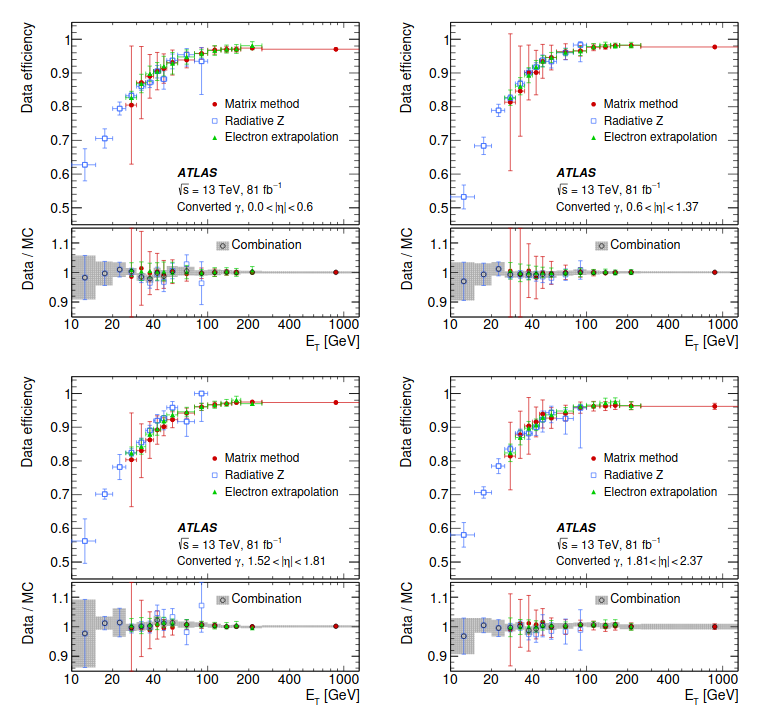 Data efficiency
1
0.9
0.8
0.7
0.6
0.5
Matrix method
Radiative Z
Electron extrapolation
ATLAS
√s = 13 TeV, 81 fb⁻¹
Converted γ, 0.0<|η|<0.6
Data / MC
1.1
1
0.9
Combination
10 20 40 100 200 400 1000
E_T [GeV]
Data efficiency
1
0.9
0.8
0.7
0.6
0.5
Matrix method
Radiative Z
Electron extrapolation
ATLAS
√s = 13 TeV, 81 fb⁻¹
Converted γ, 0.6<|η|<1.37
Data / MC
1.1
1
0.9
Combination
10 20 40 100 200 400 1000
E_T [GeV]
Data efficiency
1
0.9
0.8
0.7
0.6
0.5
Matrix method
Radiative Z
Electron extrapolation
ATLAS
√s = 13 TeV, 81 fb⁻¹
Converted γ, 1.52<|η|<1.81
Data / MC
1.1
1
0.9
Combination
10 20 40 100 200 400 1000
E_T [GeV]
Data efficiency
1
0.9
0.8
0.7
0.6
0.5
Matrix method
Radiative Z
Electron extrapolation
ATLAS
√s = 13 TeV, 81 fb⁻¹
Converted γ, 1.81<|η|<2.37
Data / MC
1.1
1
0.9
Combination
10 20 40 100 200 400 1000
E_T [GeV]